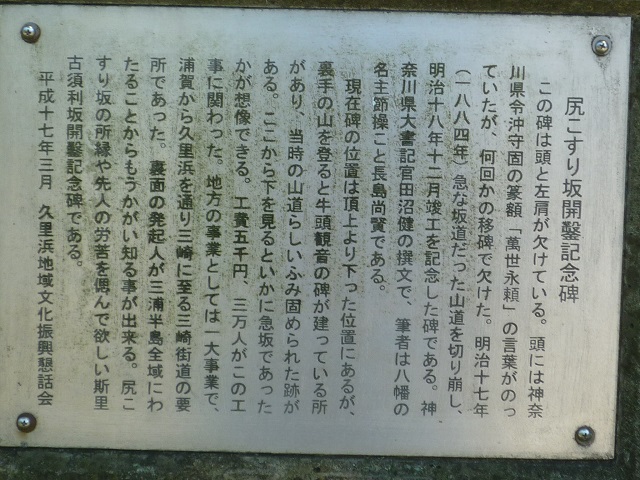 尻こすり坂開鑿記念碑
この碑は頭と左肩が欠けている。頭には神奈
川県令沖守固の篆額「萬世永頼」の言葉がのっ
ていたが、何回かの移碑で欠けた。明治十七年
（一八八四年）急な坂道だった山道を切り崩し、
明治十八年十二月竣工を記念した碑である。神
奈川県大書記官田沼健の撰文で、筆者は八幡の
名主節操こと長島尚賢である。
現在碑の位置は頂上より下った位置にあるが、
裏手の山を登ると牛頭観音の碑が建っている所
があり、当時の山道らしいふみ固められた跡が
ある。ここから下を見るといかに急坂であった
かが想像できる。工費五千円、三万人がこの工
事に関わった。地方の事業としては一大事業で、
浦賀から久里浜を通り三崎に至る三崎街道の要
所であった。裏面の発起人が三浦半島全域にわ
たることからもうかがい知る事が出来る。尻こ
すり坂の所縁や先人の労苦を偲んで欲しい斯里
古須利坂開鑿記念碑である。
平成十七年三月 久里浜地域文化振興懇話会